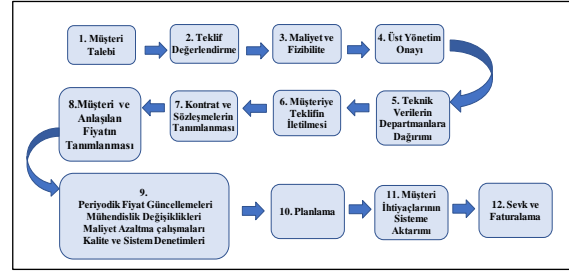 1. Müşteri
Talebi
2. Teklif
Değerlendirme
3. Maliyet ve
Fizibilite
4. Üst Yönetim
Onayı
5. Teknik
Verilerin
Departmanlara
Dağırımı
6. Müşteriye
Teklifin
İletilmesi
7. Kontrat ve
Sözleşmelerin
Tanımlanması
8.Müşteri ve
Anlaşılan
Fiyatın
Tanımlanması
9.
Periyodik Fiyat Güncellemeleri
Mühendislik Değişiklikleri
Maliyet Azaltma çalışmaları
Kalite ve Sistem Denetimleri
10. Planlama
11. Müşteri
İhtiyaçlarının
Sisteme
Aktarımı
12. Sevk ve
Faturalama